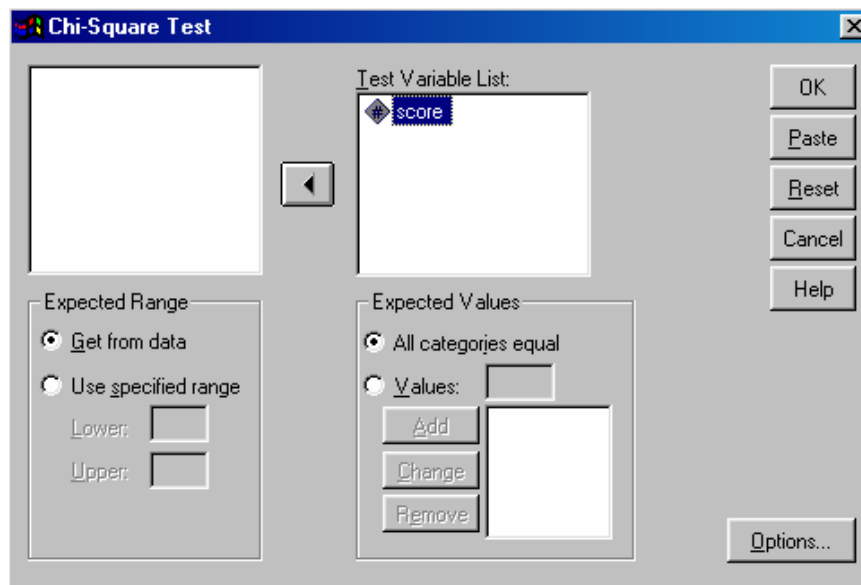 Chi-Square Test
Test Variable List:
# score
OK
Paste
Reset
Cancel
Help
Expected Range
Get from data
Use specified range
Lower:
Upper:
Expected Values
All categories equal
Values:
Add
Change
Remove
Options...